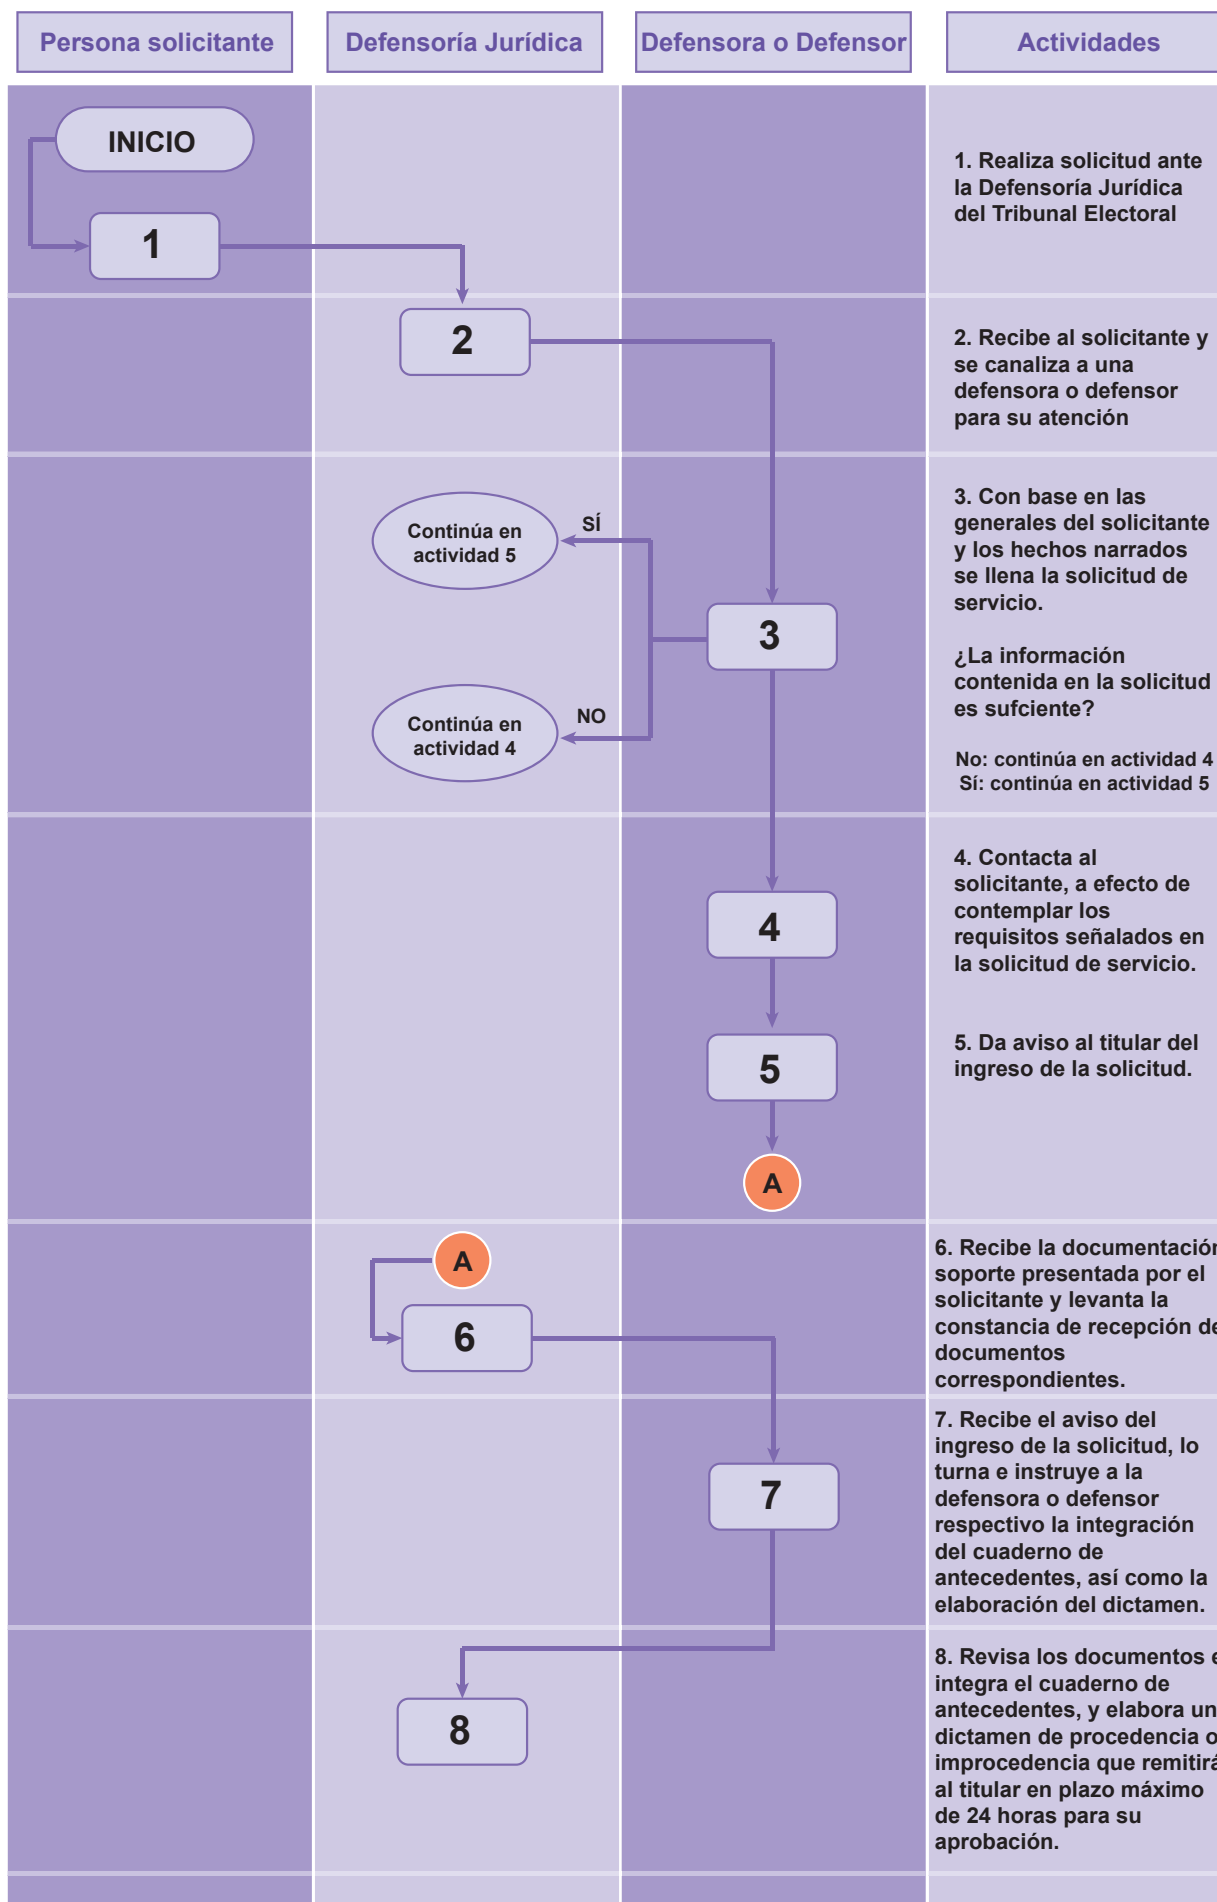 Persona solicitante
Defensoría Jurídica
Defensora o Defensor
Actividades
INICIO
1
1. Realiza solicitud ante
la Defensoría Jurídica
del Tribunal Electoral
2
2. Recibe al solicitante y
se canaliza a una
defensora o defensor
para su atención
Continúa en
actividad 5
SÍ
3
Continúa en
actividad 4
NO
3. Con base en las
generales del solicitante
y los hechos narrados
se llena la solicitud de
servicio.
¿La información
contenida en la solicitud
es sufciente?
No: continúa en actividad 4
Sí: continúa en actividad 5
4
4. Contacta al
solicitante, a efecto de
contemplar los
requisitos señalados en
la solicitud de servicio.
5
5. Da aviso al titular del
ingreso de la solicitud.
A
A
6
6. Recibe la documentación
soporte presentada por el
solicitante y levanta la
constancia de recepción de
documentos
correspondientes.
7
7. Recibe el aviso del
ingreso de la solicitud, lo
turna e instruye a la
defensora o defensor
respectivo la integración
del cuaderno de
antecedentes, así como la
elaboración del dictamen.
8
8. Revisa los documentos e
integra el cuaderno de
antecedentes, y elabora un
dictamen de procedencia o
improcedencia que remitirá
al titular en plazo máximo
de 24 horas para su
aprobación.